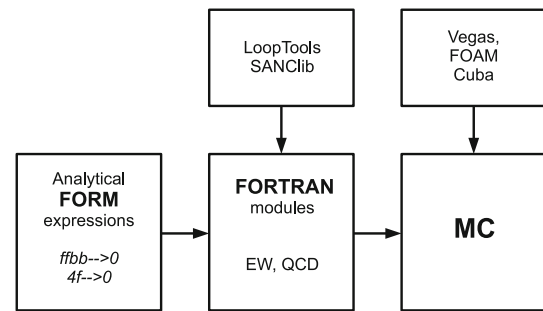 LoopTools
SANClib
Vegas,
FOAM
Cuba
Analytical
FORM
expressions
ffbb-->0
4f-->0
FORTRAN
modules
EW, QCD
MC